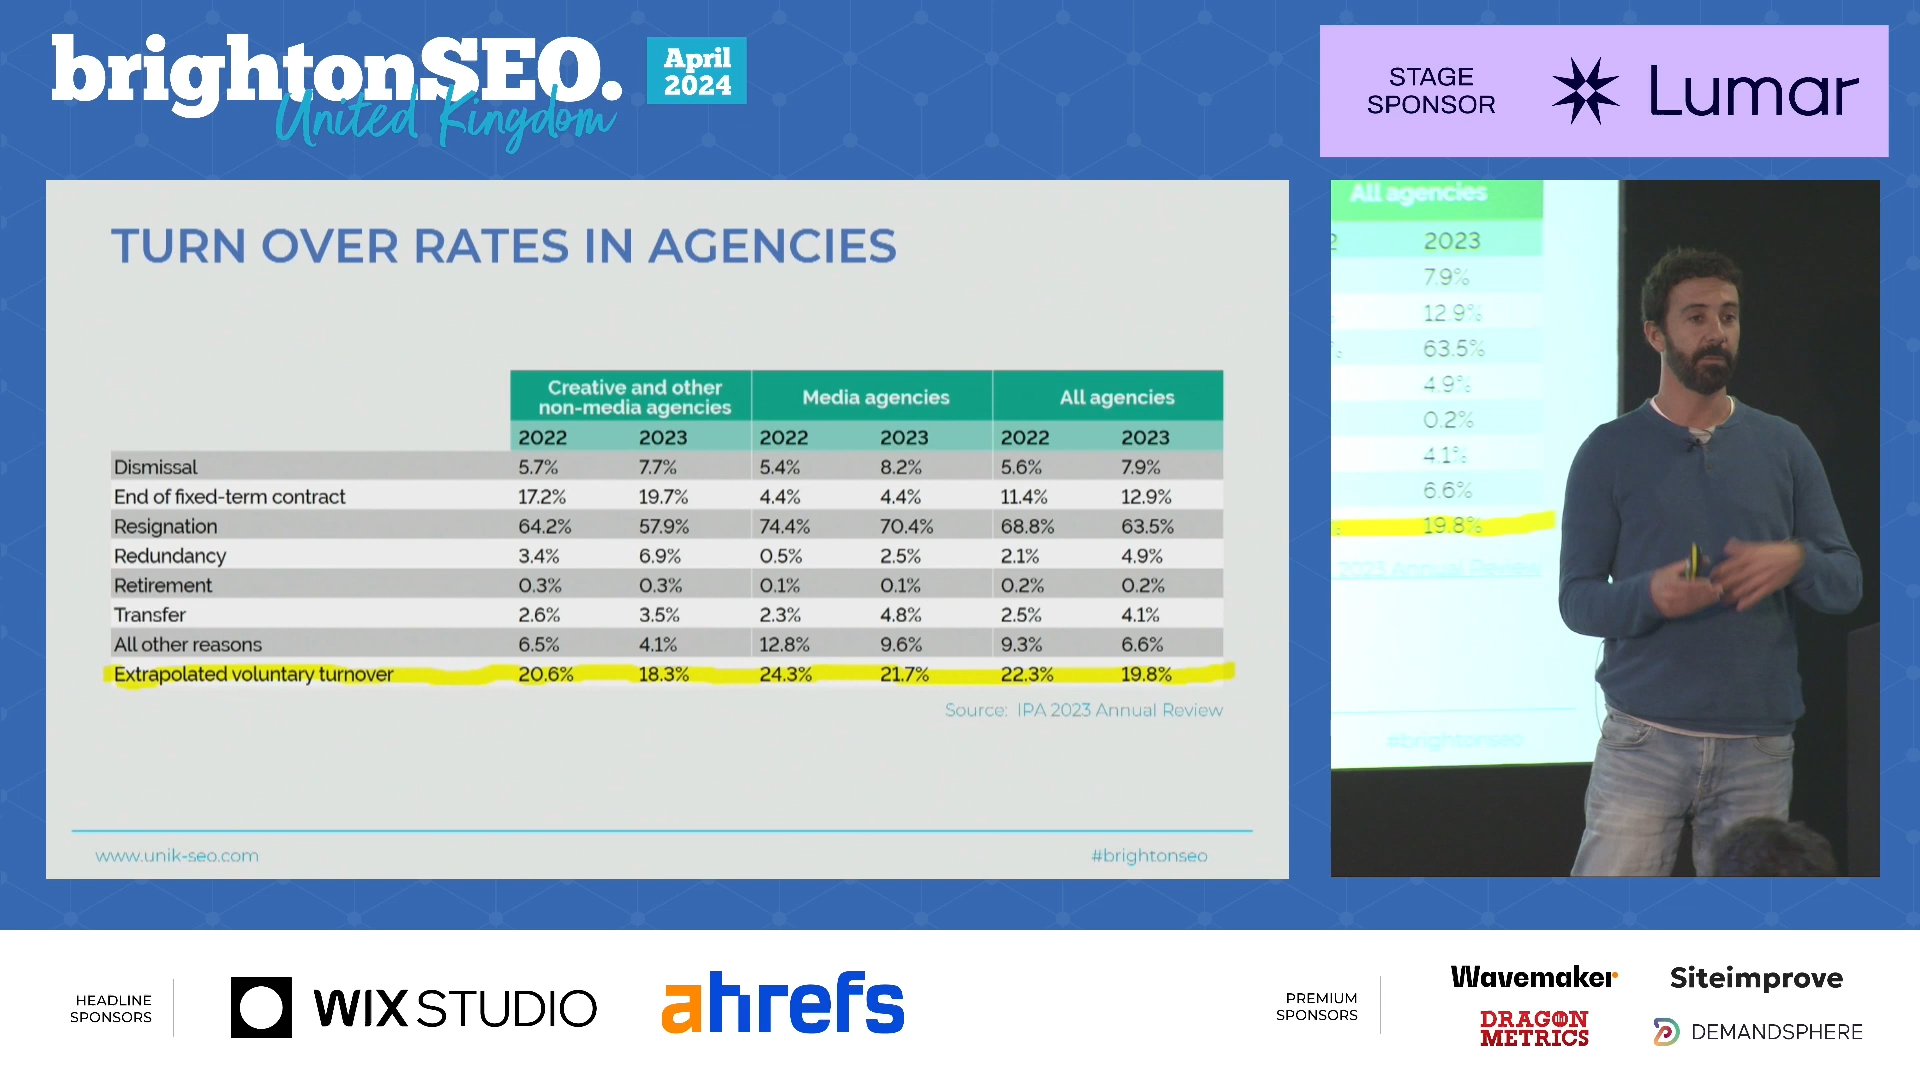 brightonSEO.
United Kingdom
April
2024
STAGE
SPONSOR
Lumar
TURN OVER RATES IN AGENCIES
Creative and other
non-media agencies
Media agencies
All agencies
2022 2023 2022 2023 2022 2023
Dismissal 5.7% 7.7% 5.4% 8.2% 5.6% 7.9%
End of fixed-term contract 17.2% 19.7% 4.4% 4.4% 11.4% 12.9%
Resignation 64.2% 57.9% 74.4% 70.4% 68.8% 63.5%
Redundancy 3.4% 6.9% 0.5% 2.5% 2.1% 4.9%
Retirement 0.3% 0.3% 0.1% 0.1% 0.2% 0.2%
Transfer 2.6% 3.5% 2.3% 4.8% 2.5% 4.1%
All other reasons 6.5% 4.1% 12.8% 9.6% 9.3% 6.6%
Extrapolated voluntary turnover 20.6% 18.3% 24.3% 21.7% 22.3% 19.8%
Source: IPA 2023 Annual Review
www.unik-seo.com
#brightonseo
All agencies
2023
7.9%
12.9%
63.5%
4.9%
0.2%
4.1%
6.6%
19.8%
2023 Annual Review
#brightonseo
HEADLINE
SPONSORS
WIX STUDIO
ahrefs
PREMIUM
SPONSORS
Wavemaker
Siteimprove
DRAGON
METRICS
DEMANDSPHERE